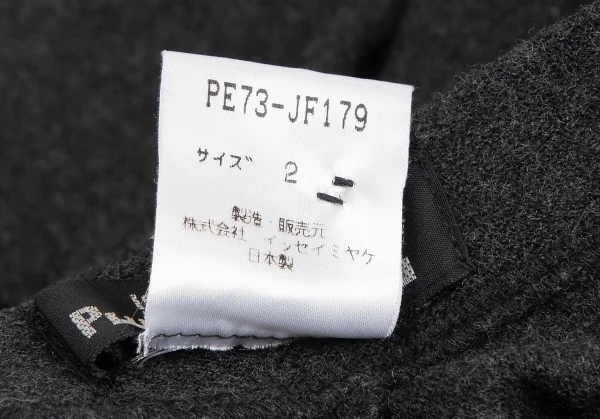 PE73-JF179
サイズ 2
製造・販売元
株式会社 イッセイミヤケ
日本製